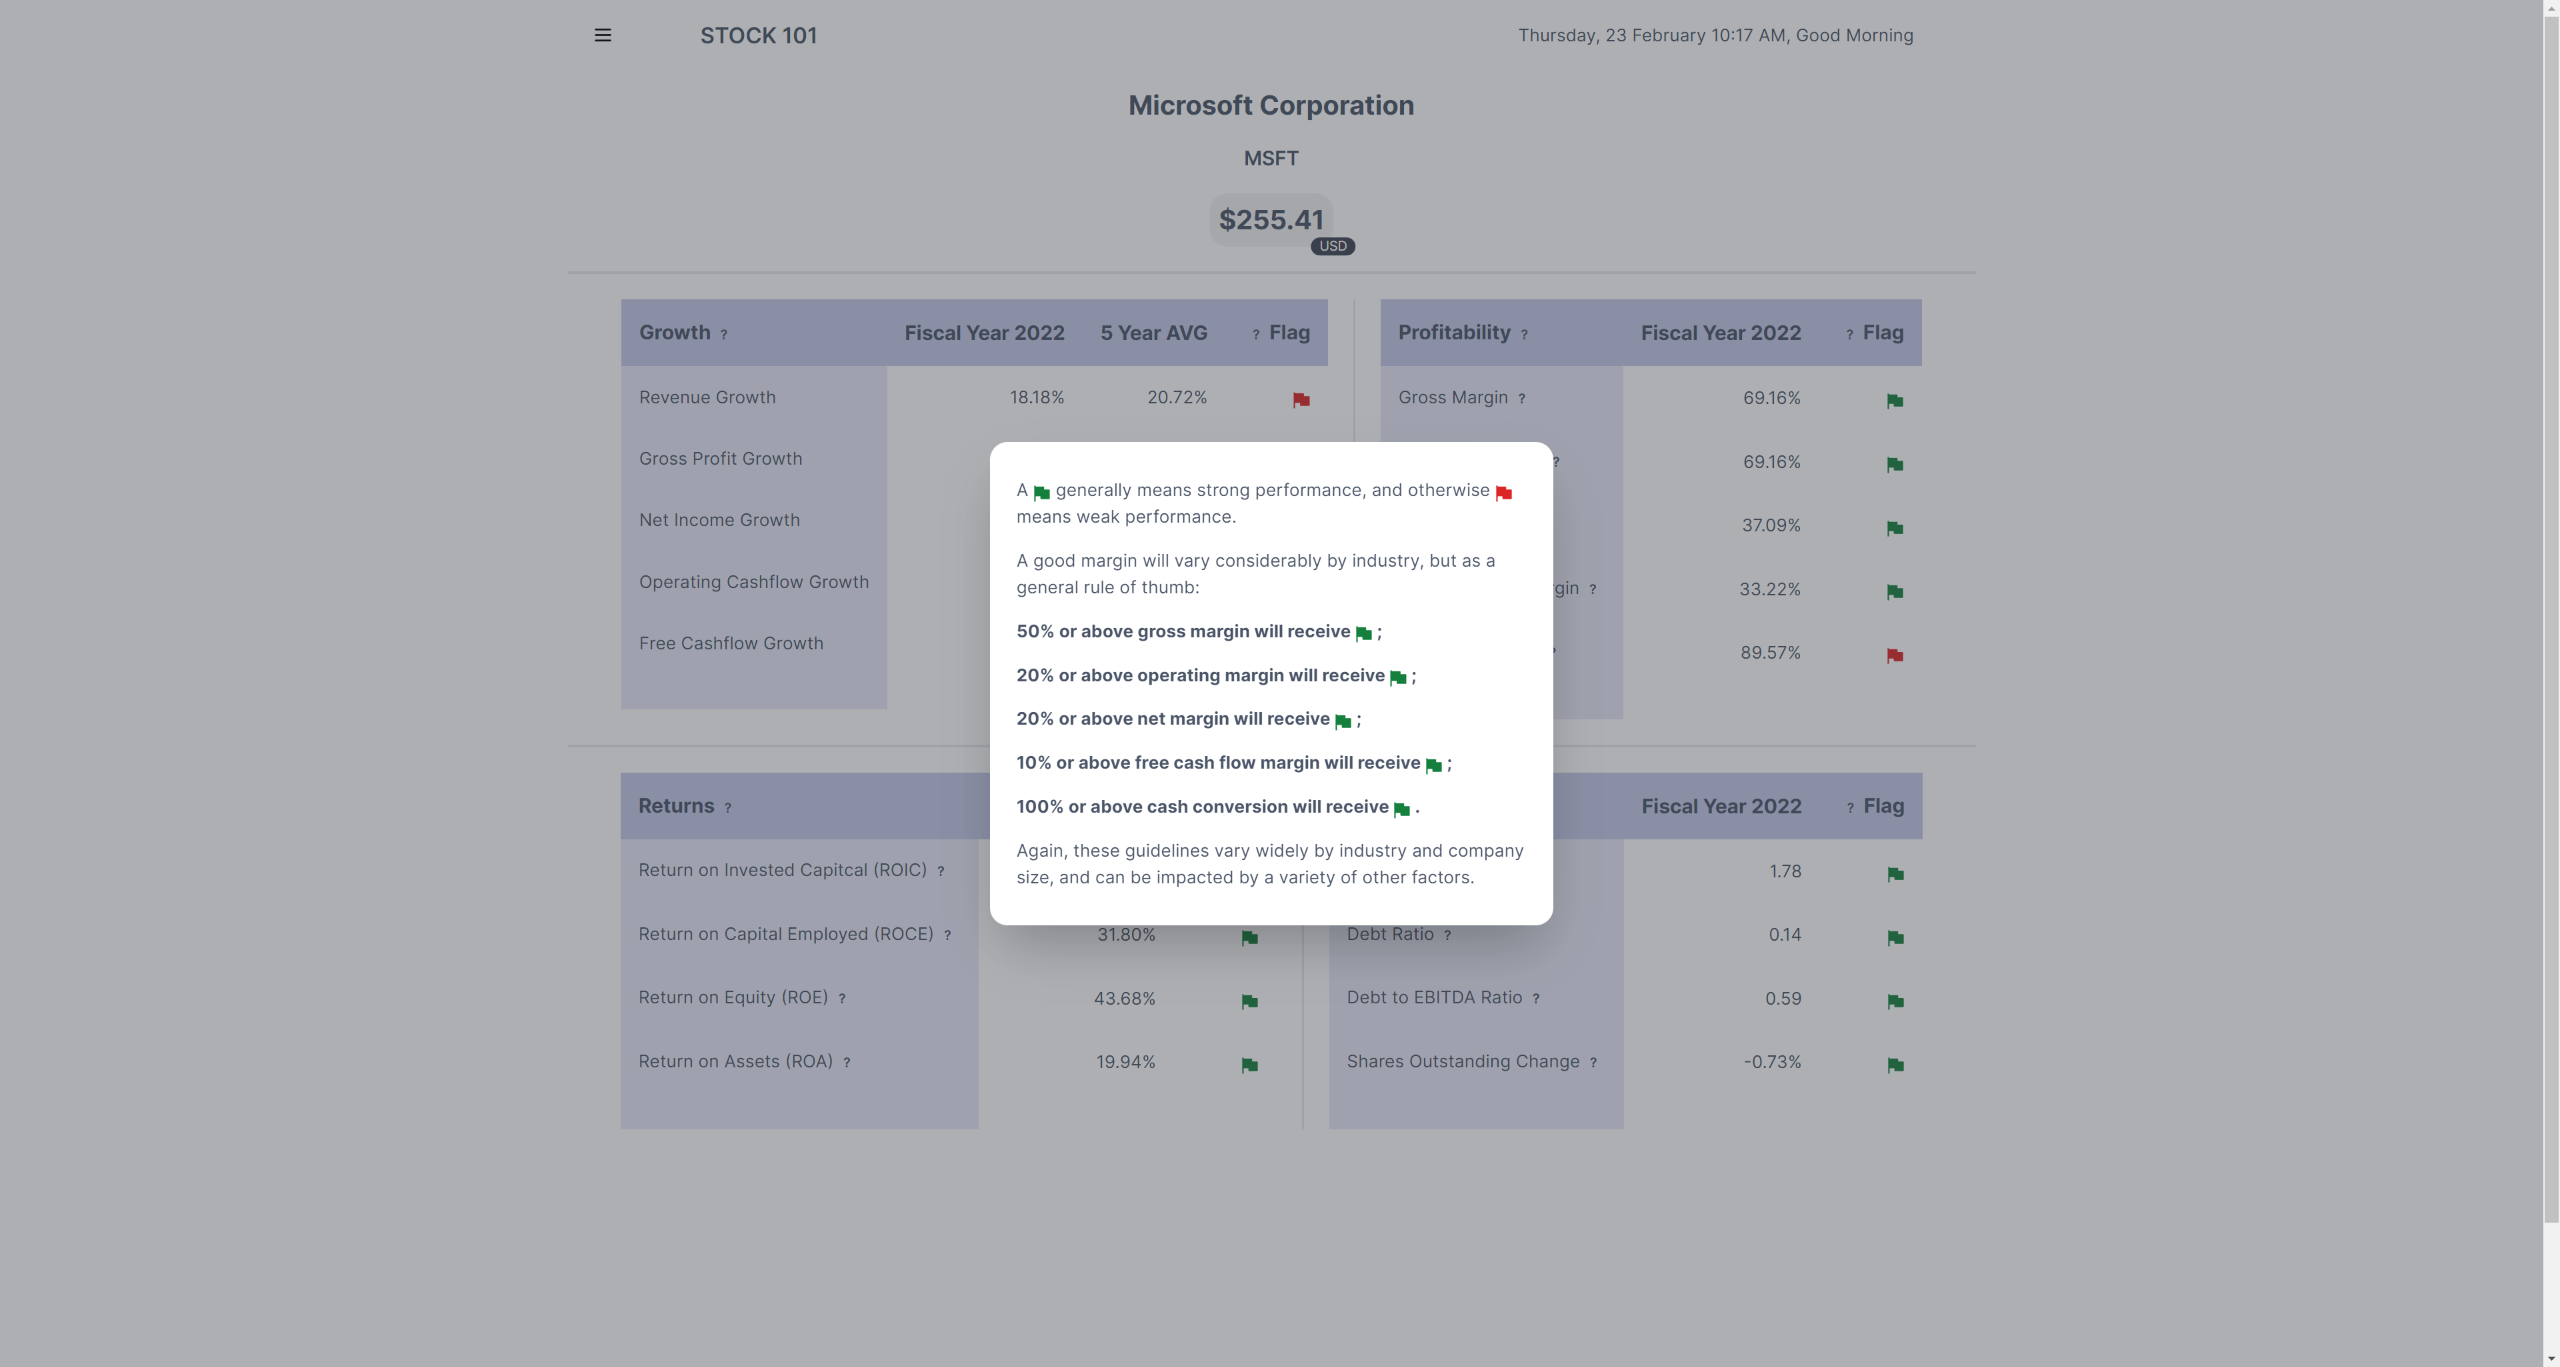 STOCK 101
Thursday, 23 February 10:17 AM, Good Morning
Microsoft Corporation
MSFT
$255.41
USD
Growth ? Fiscal Year 2022 5 Year AVG ? Flag
Revenue Growth 18.18% 20.72%
Gross Profit Growth
Net Income Growth
Operating Cashflow Growth
Free Cashflow Growth
Profitability ? Fiscal Year 2022 ? Flag
Gross Margin ? 69.16%
? 69.16%
37.09%
? 33.22%
89.57%
A generally means strong performance, and otherwise
means weak performance.
A good margin will vary considerably by industry, but as a
general rule of thumb:
50% or above gross margin will receive ;
20% or above operating margin will receive ;
20% or above net margin will receive ;
10% or above free cash flow margin will receive ;
100% or above cash conversion will receive .
Again, these guidelines vary widely by industry and company
size, and can be impacted by a variety of other factors.
Returns ?
Return on Invested Capitcal (ROIC) ?
Return on Capital Employed (ROCE) ? 31.80%
Return on Equity (ROE) ? 43.68%
Return on Assets (ROA) ? 19.94%
Fiscal Year 2022 ? Flag
1.78
Debt Ratio ? 0.14
Debt to EBITDA Ratio ? 0.59
Shares Outstanding Change ? -0.73%